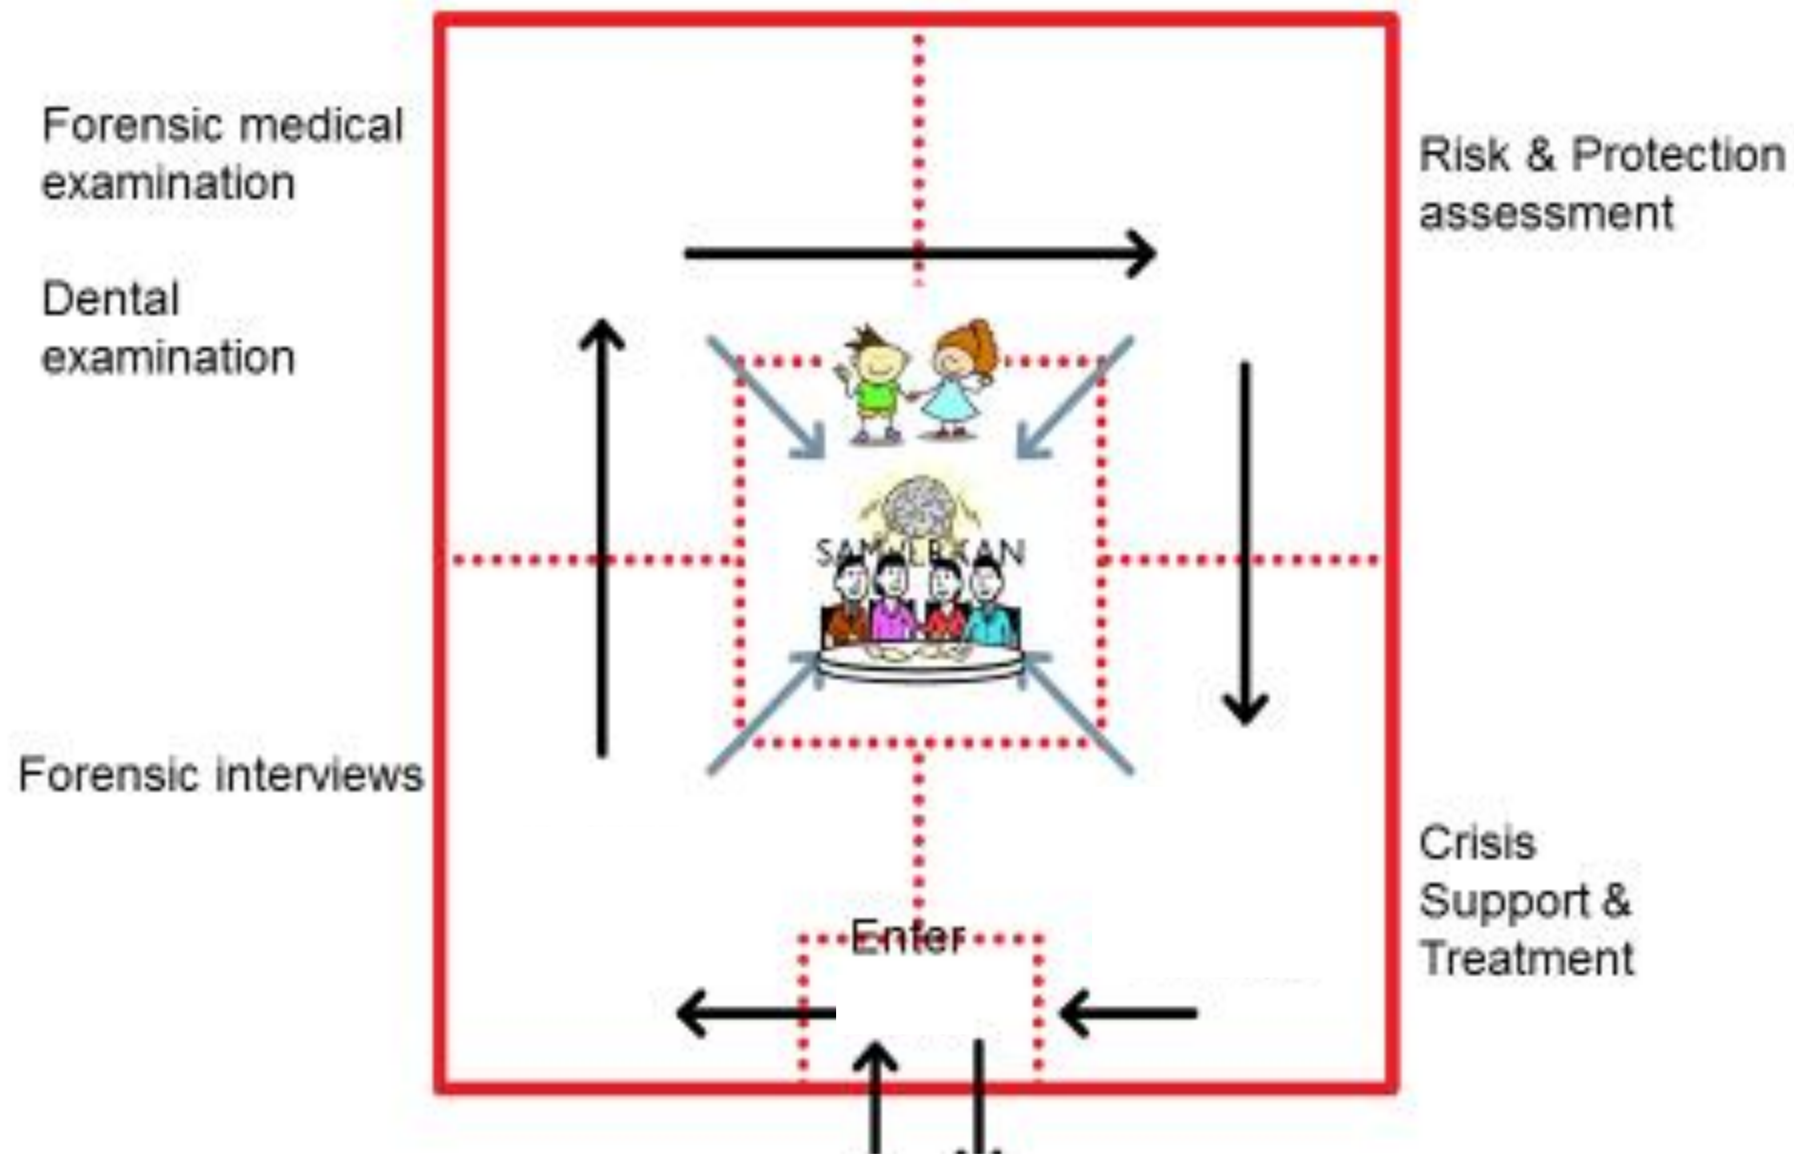 Forensic medical
examination
Dental
examination
Forensic interviews
Risk & Protection
assessment
Crisis
Support &
Treatment
Enter